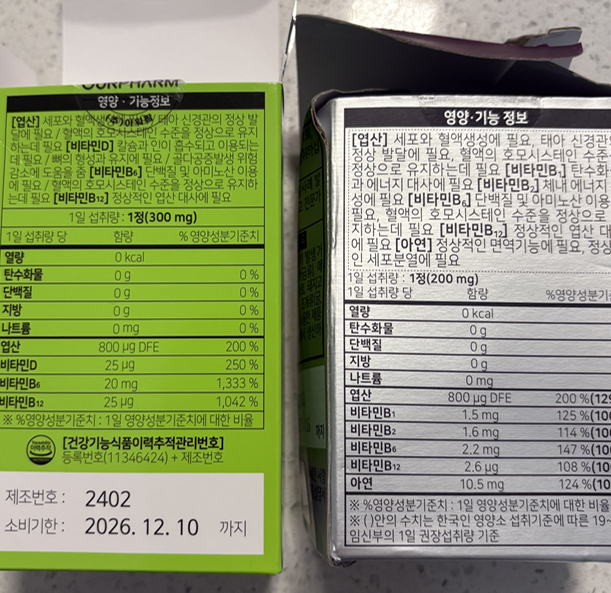 OURPHARM
영양·기능정보
(주)아워팜
[엽산] 세포와 혈액생성에 필요, 태아 신경관의 정상 발
달에 필요 / 혈액의 호모시스테인 수준을 정상으로 유지
하는데 필요 [비타민D] 칼슘과 인이 흡수되고 이용되는
데 필요 / 뼈의 형성과 유지에 필요 / 골다공증발생 위험
감소에 도움을 줌 [비타민B6] 단백질 및 아미노산 이용
에 필요 / 혈액의 호모시스테인 수준을 정상으로 유지하
는데 필요 [비타민B12] 정상적인 엽산 대사에 필요
1일 섭취량 : 1정(300 mg)
1일 섭취량 당 함량 %영양성분기준치
열량 0 kcal
탄수화물 0 g 0 %
단백질 0 g 0 %
지방 0 g 0 %
나트륨 0 mg 0 %
엽산 800 μg DFE 200 %
비타민D 25 μg 250 %
비타민B6 20 mg 1,333 %
비타민B12 25 μg 1,042 %
※ %영양성분기준치 : 1일 영양성분기준치에 대한 비율
[건강기능식품이력추적관리번호]
등록번호(11346424) + 제조번호
제조번호 : 2402
소비기한 : 2026. 12. 10 까지
영양·기능 정보
[엽산] 세포와 혈액생성에 필요, 태아 신경관의
정상 발달에 필요, 혈액의 호모시스테인 수준
정상으로 유지하는데 필요 [비타민B1] 탄수화
과 에너지 대사에 필요 [비타민B2] 체내 에너지
성에 필요 [비타민B6] 단백질 및 아미노산 이용
필요, 혈액의 호모시스테인 수준을 정상으로
지하는데 필요 [비타민B12] 정상적인 엽산 대
에 필요 [아연] 정상적인 면역기능에 필요, 정상
인 세포분열에 필요
1일 섭취량 : 1정(200 mg)
1일 섭취량 당 함량 %영양성분기
열량 0 kcal
탄수화물 0 g
단백질 0 g
지방 0 g
나트륨 0 mg
엽산 800 μg DFE 200 %(129
비타민B1 1.5 mg 125 %(100
비타민B2 1.6 mg 114 %(100
비타민B6 2.2 mg 147 %(100
비타민B12 2.6 μg 108 %(100
아연 10.5 mg 124 %(100
※ %영양성분기준치 : 1일 영양성분기준치에 대한 비율
※ ( )안의 수치는 한국인 영양소 섭취기준에 따른 19~
임신부의 1일 권장섭취량 기준
까지